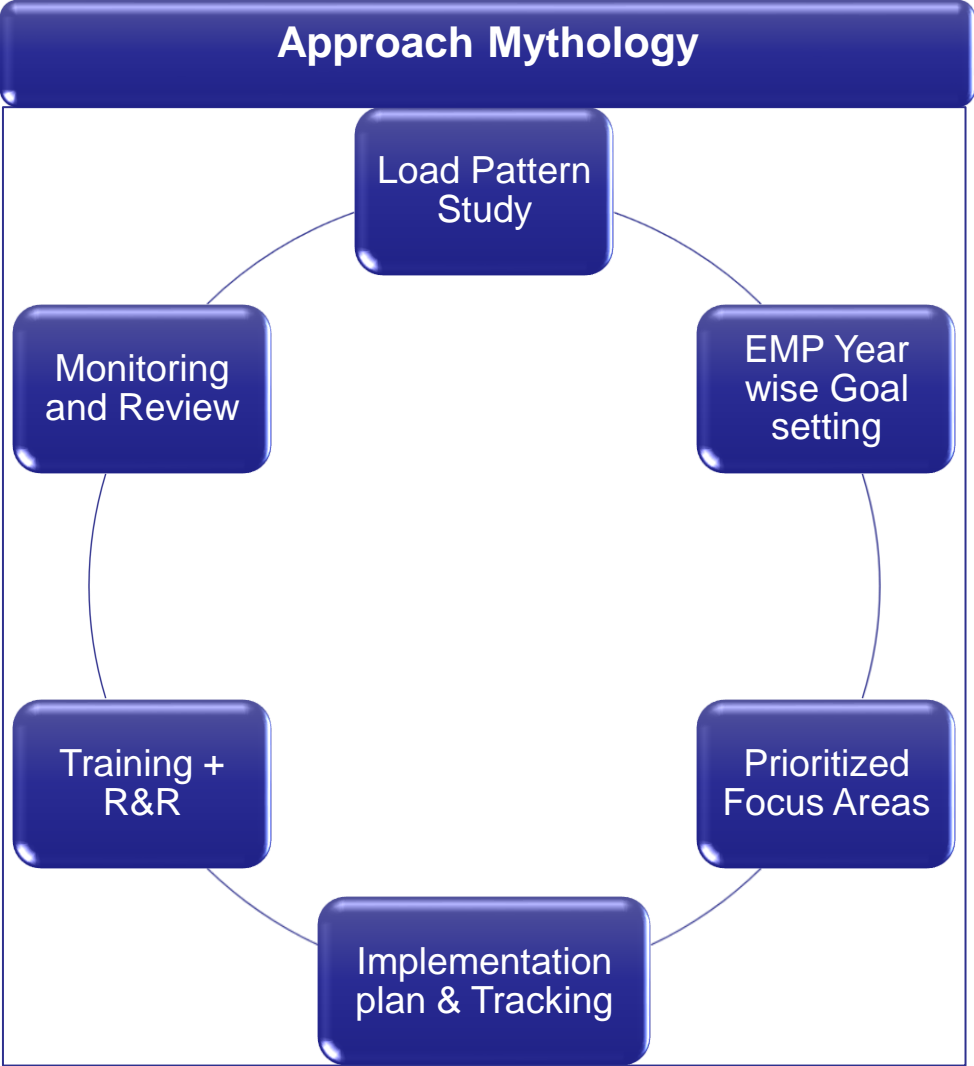 Approach Mythology
Load Pattern
Study
EMP Year
wise Goal
setting
Prioritized
Focus Areas
Implementation
plan & Tracking
Training +
R&R
Monitoring
and Review